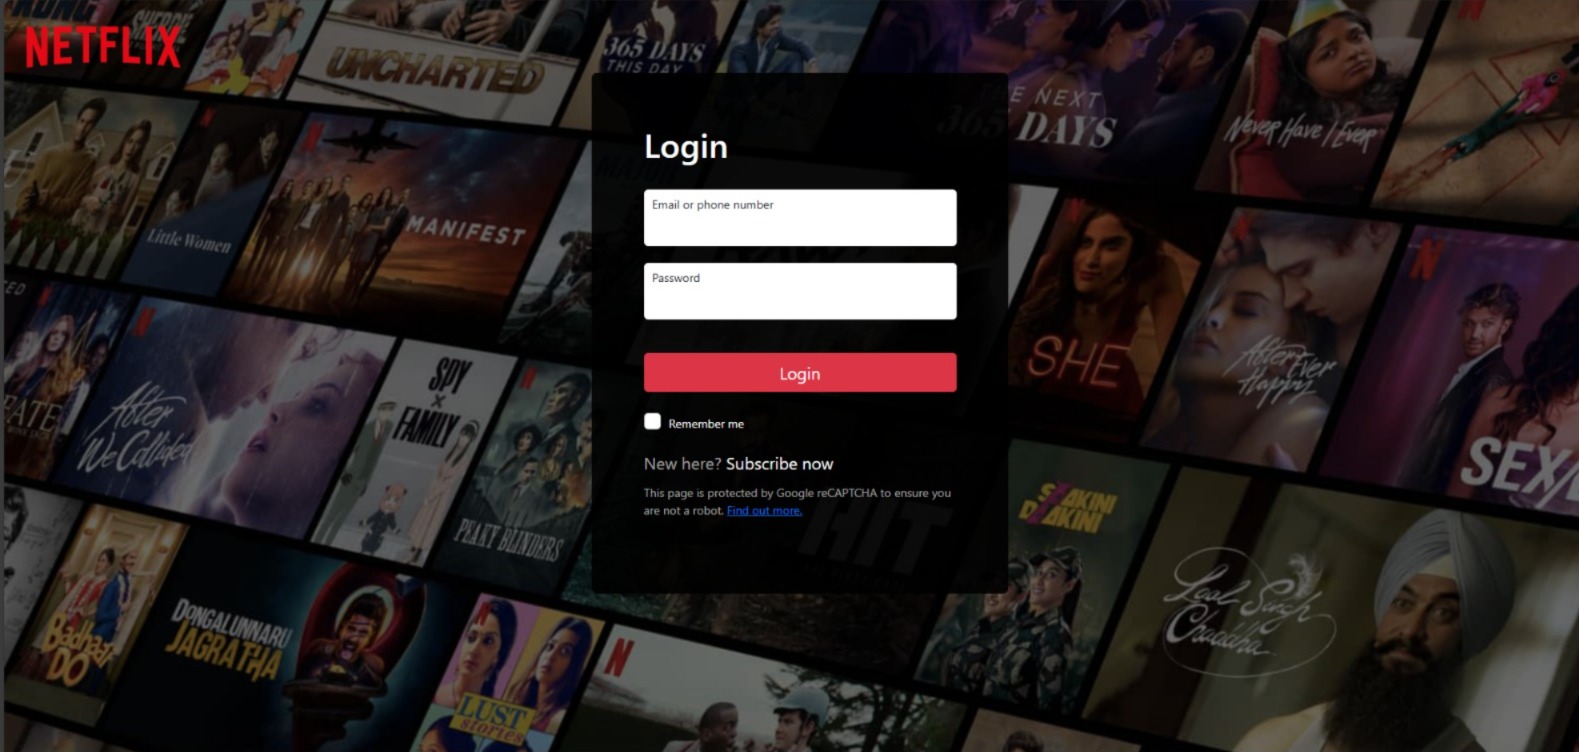 NETFLIX
UNCHARTED
365 DAYS
THIS DAY
THE NEXT
365 DAYS
Never Have I Ever
Login
Email or phone number
Little Women
MANIFEST
Password
SHE
After Ever
Happy
Login
After
We Collided
SPY
×
FAMILY
Remember me
SEX/
New here? Subscribe now
This page is protected by Google reCAPTCHA to ensure you
are not a robot. Find out more.
PEAKY BLINDERS
HIT
Laal Singh
Chaddha
DONGALUNNARU
JAGRATHA
Badhaai
DO
N
LUST
stories